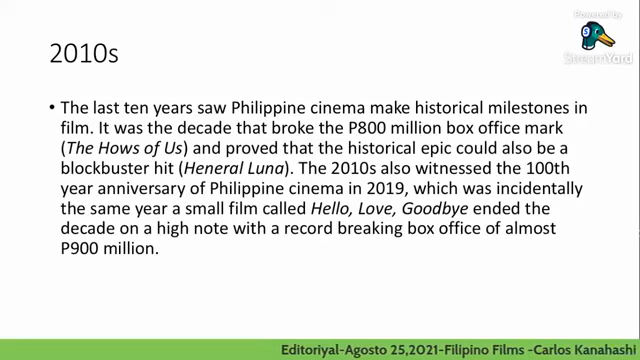 Powered by
StreamYard
2010s
• The last ten years saw Philippine cinema make historical milestones in
film. It was the decade that broke the P800 million box office mark
(The Hows of Us) and proved that the historical epic could also be a
blockbuster hit (Heneral Luna). The 2010s also witnessed the 100th
year anniversary of Philippine cinema in 2019, which was incidentally
the same year a small film called Hello, Love, Goodbye ended the
decade on a high note with a record breaking box office of almost
P900 million.
Editoriyal-Agosto 25,2021-Filipino Films -Carlos Kanahashi